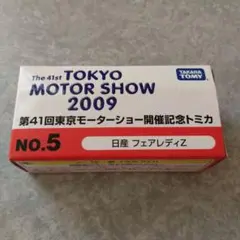 The 41st TOKYO
MOTOR SHOW
2009
TAKARA
TOMY
第41回東京モーターショー開催記念トミカ
NO.5
日産 フェアレディZ